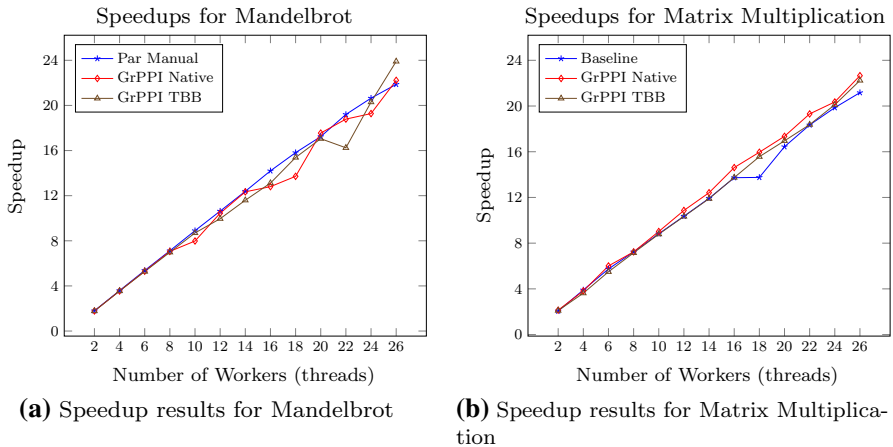 Speedups for Mandelbrot
Par Manual
GrPPI Native
GrPPI TBB
24
20
16
12
8
4
0
Speedup
2 4 6 8 10 12 14 16 18 20 22 24 26
Number of Workers (threads)
(a) Speedup results for Mandelbrot
Speedups for Matrix Multiplication
Baseline
GrPPI Native
GrPPI TBB
24
20
16
12
8
4
0
Speedup
2 4 6 8 10 12 14 16 18 20 22 24 26
Number of Workers (threads)
(b) Speedup results for Matrix Multiplica-
tion